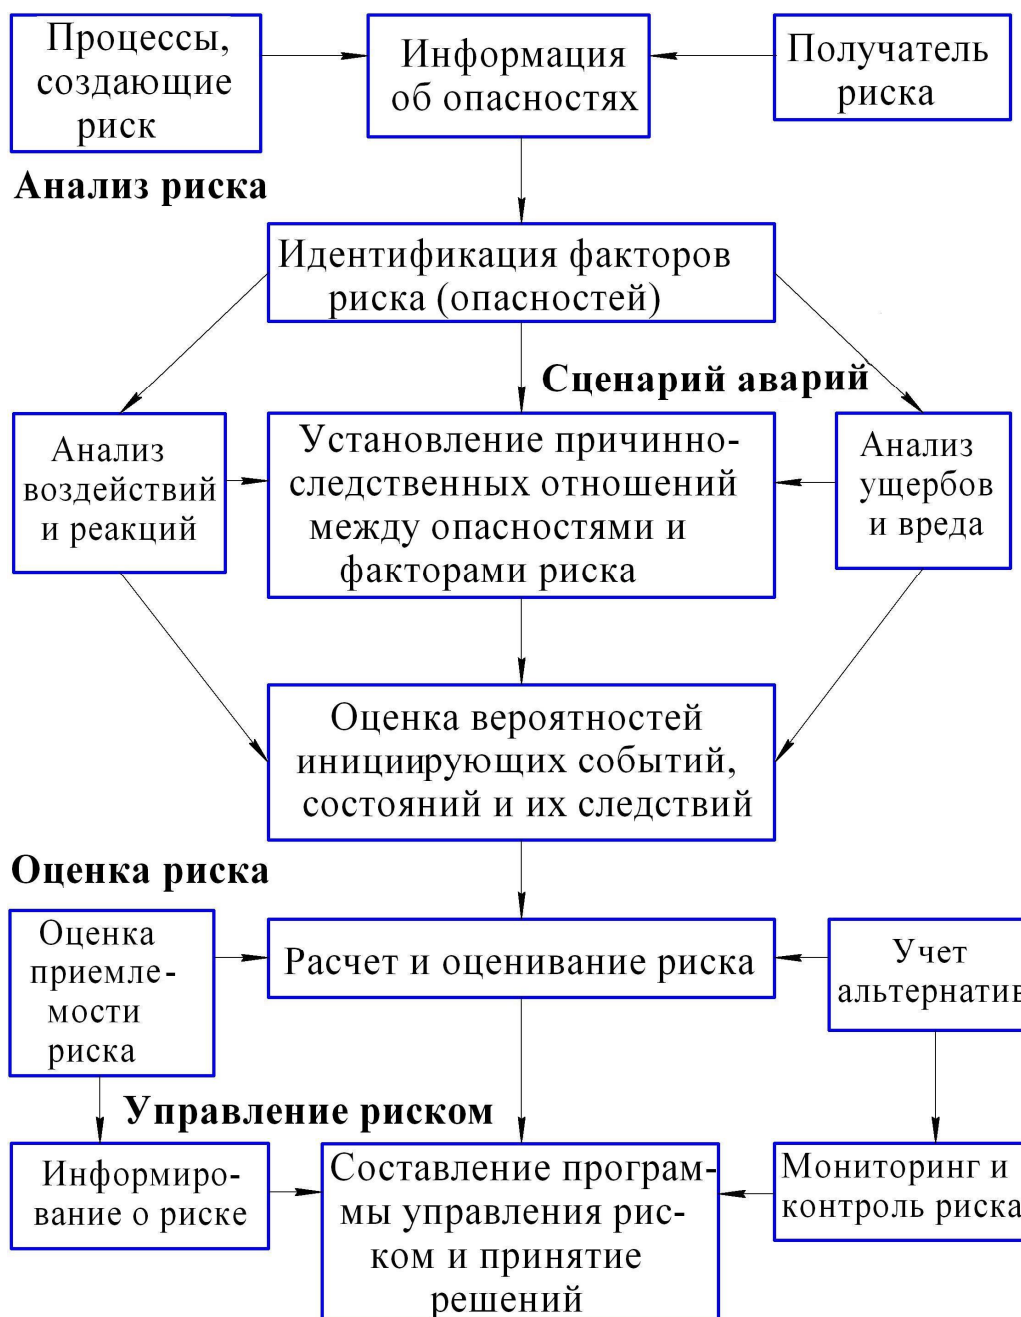 Процессы,
создающие
риск
Информация
об опасностях
Получатель
риска
Анализ риска
Идентификация факторов
риска (опасностей)
Сценарий аварий
Анализ
воздействий
и реакций
Установление причинно-
следственных отношений
между опасностями и
факторами риска
Анализ
ущербов
и вреда
Оценка вероятностей
инициирующих событий,
состояний и их следствий
Оценка риска
Оценка
приемле-
мости
риска
Расчет и оценивание риска
Учет
альтернатив
Управление риском
Информиро-
вание о риске
Составление програм-
мы управления рис-
ком и принятие
решений
Мониторинг и
контроль риска